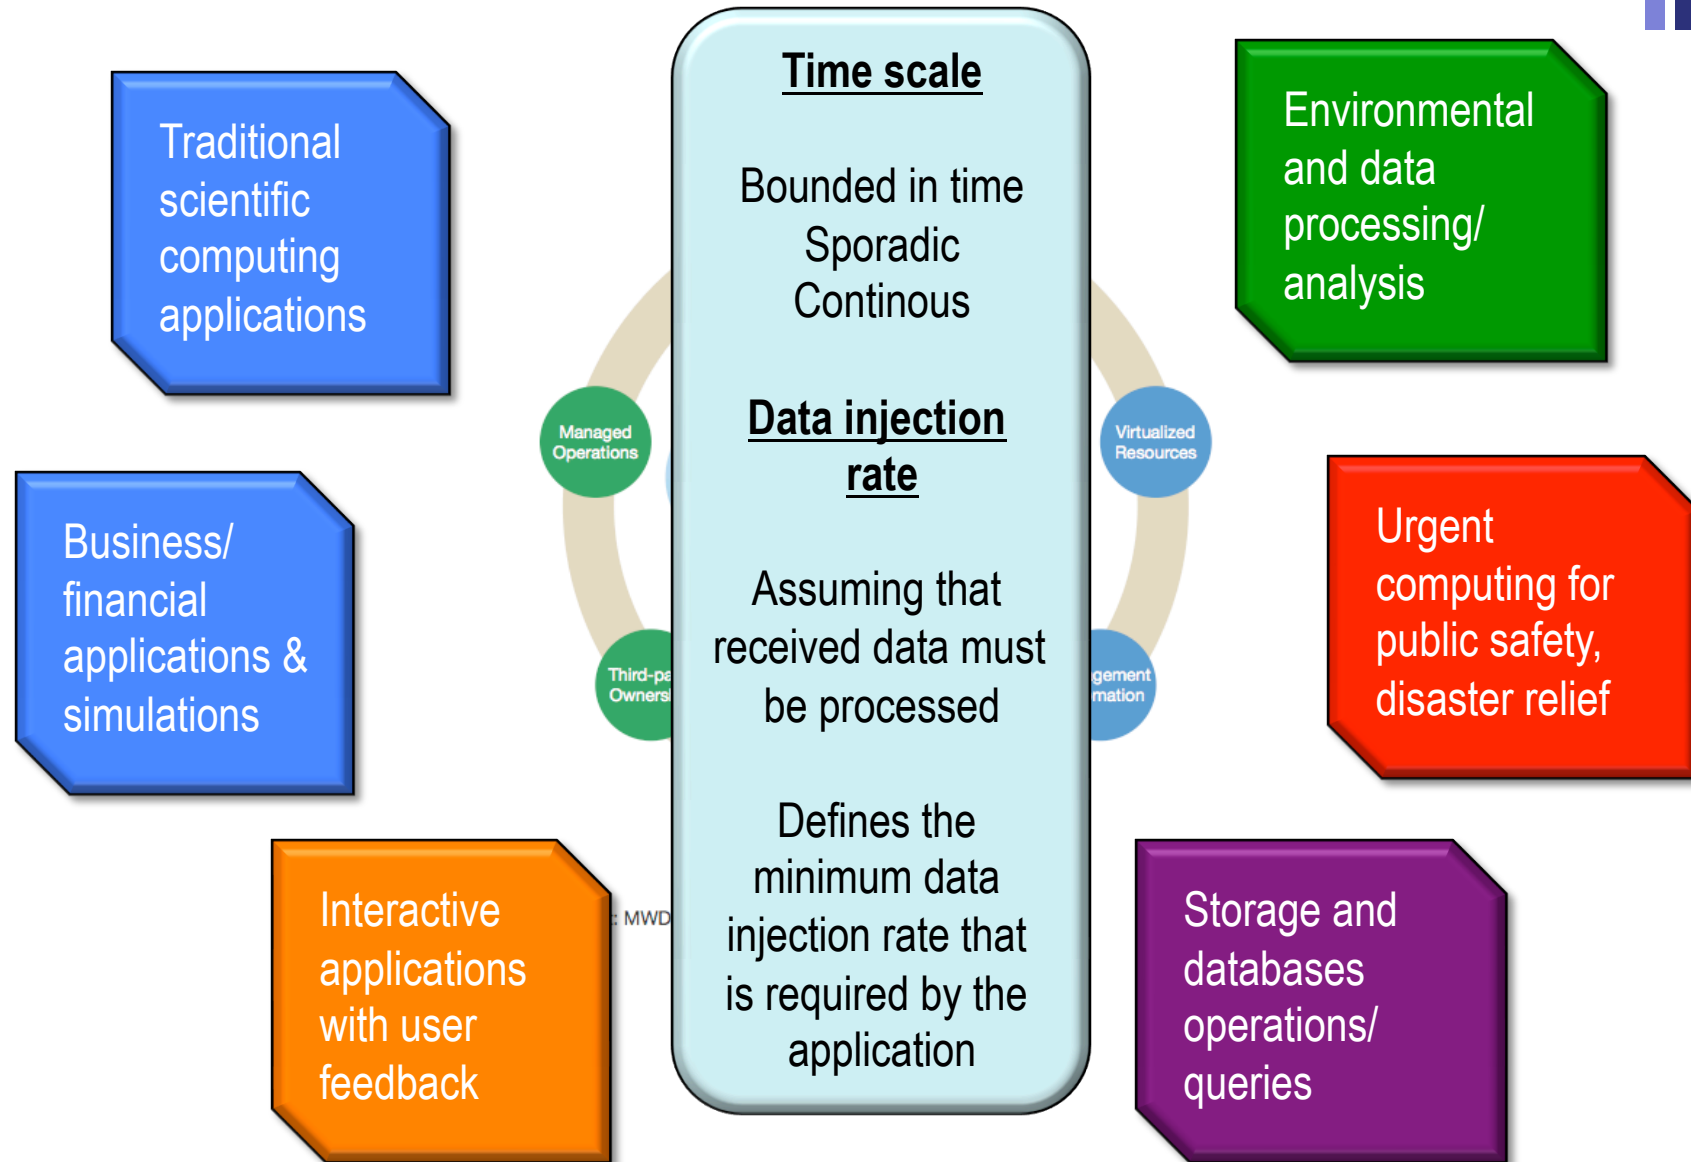 Traditional
scientific
computing
applications
Business/
financial
applications &
simulations
Interactive
applications
with user
feedback
Managed
Operations
: MWD
Time scale
Bounded in time
Sporadic
Continous
Data injection
rate
Assuming that
received data must
be processed
Defines the
minimum data
injection rate that
is required by the
application
Virtualized
Resources
Environmental
and data
processing/
analysis
Urgent
computing for
public safety,
disaster relief
Storage and
databases
operations/
queries